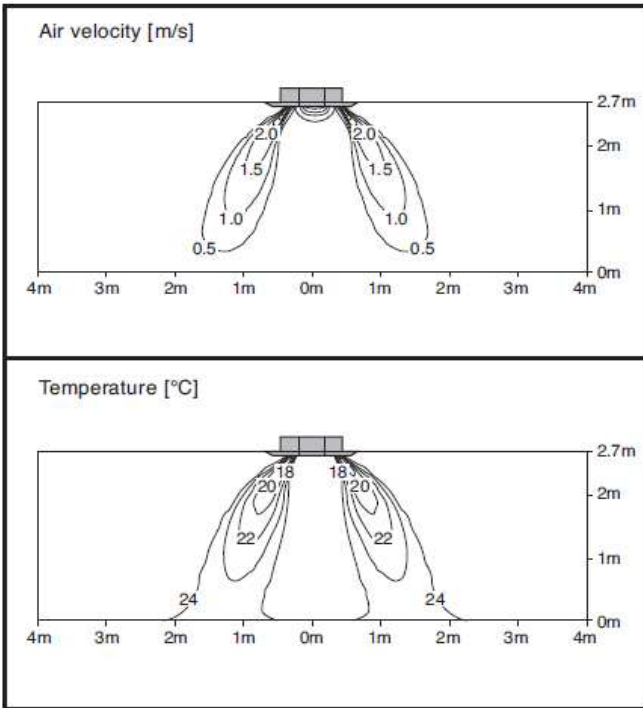 Air velocity [m/s]
2.7m
2.0 2.0
2m
1.5 1.5
1.0 1.0
1m
0.5 0.5
0m
4m 3m 2m 1m 0m 1m 2m 3m 4m
Temperature [°C]
2.7m
18 18
20 20
2m
22 22
1m
24 24
0m
4m 3m 2m 1m 0m 1m 2m 3m 4m